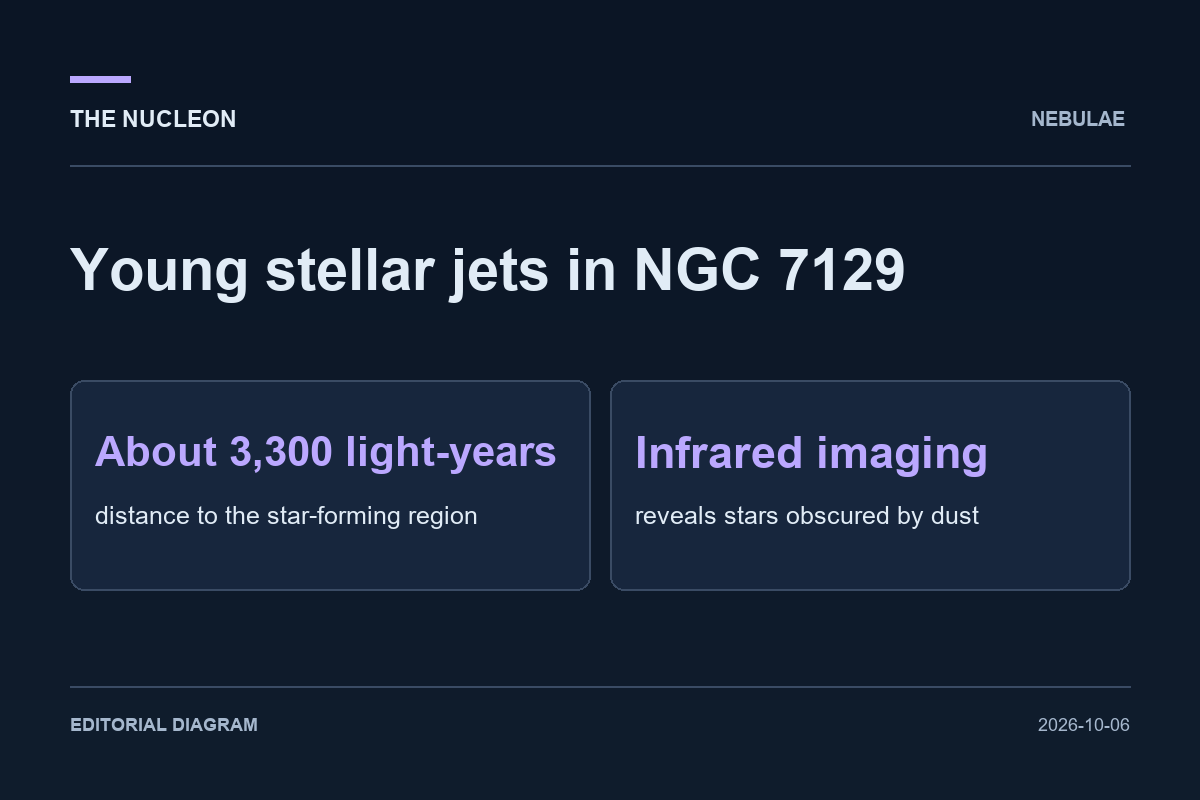 THE NUCLEON
NEBULAE
Young stellar jets in NGC 7129
About 3,300 light-years
distance to the star-forming region
Infrared imaging
reveals stars obscured by dust
EDITORIAL DIAGRAM
2026-10-06